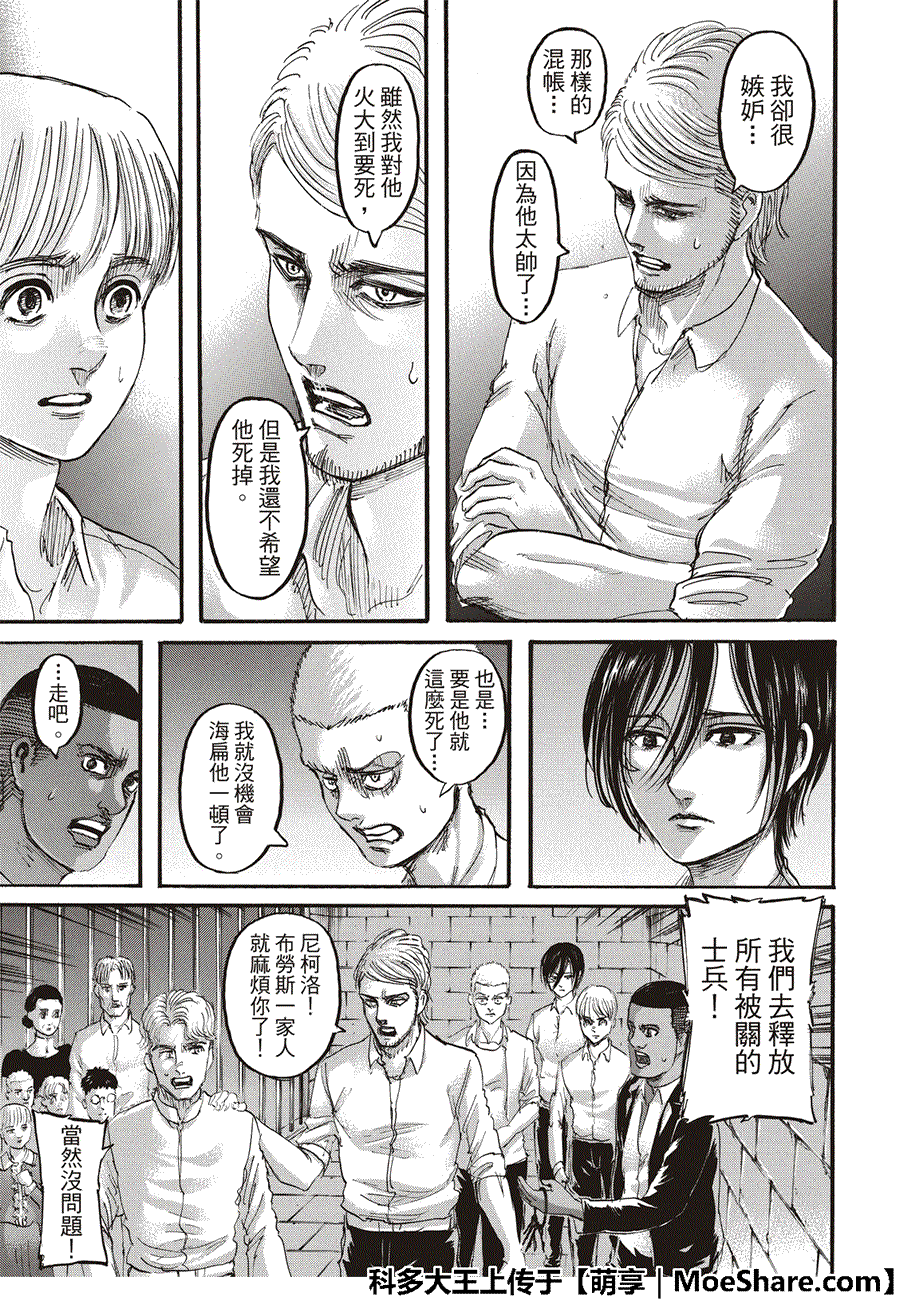 我卻很
嫉妒…
那樣的
混帳…
因為他太帥了…
雖然我對他
火大到要死，
但是我還不希望
他死掉。
也是…
要是他就
這麼死了…
我就沒機會
海扁他一頓了。
…走吧。
我們去釋放
所有被關的
士兵！
尼柯洛！
布勞斯一家人
就麻煩你了！
當然沒問題！
科多大王上传于【萌享｜MoeShare.com】